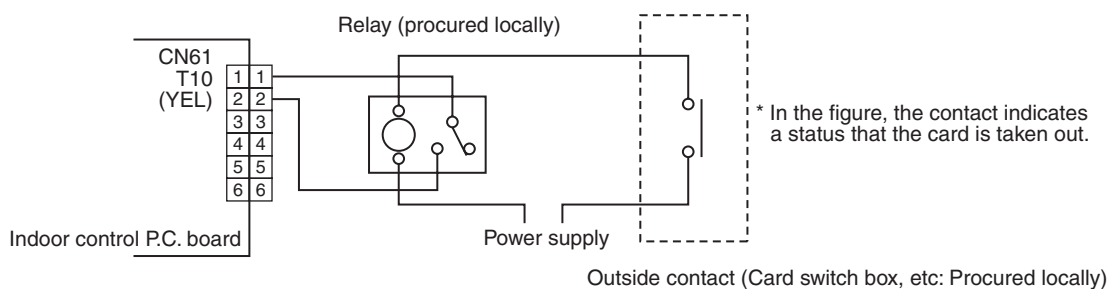 Relay (procured locally)
CN61
T10
(YEL)
1 1
2 2
3 3
4 4
5 5
6 6
* In the figure, the contact indicates
a status that the card is taken out.
Indoor control P.C. board
Power supply
Outside contact (Card switch box, etc: Procured locally)